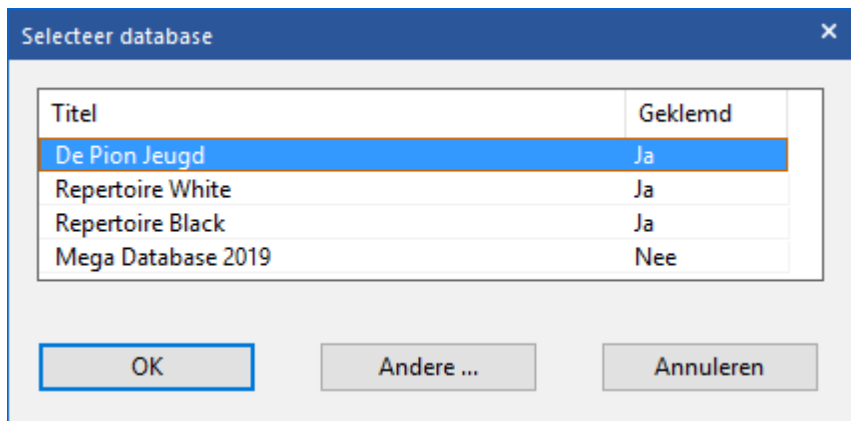 Selecteer database
Titel Geklemd
De Pion Jeugd Ja
Repertoire White Ja
Repertoire Black Ja
Mega Database 2019 Nee
OK Andere ... Annuleren